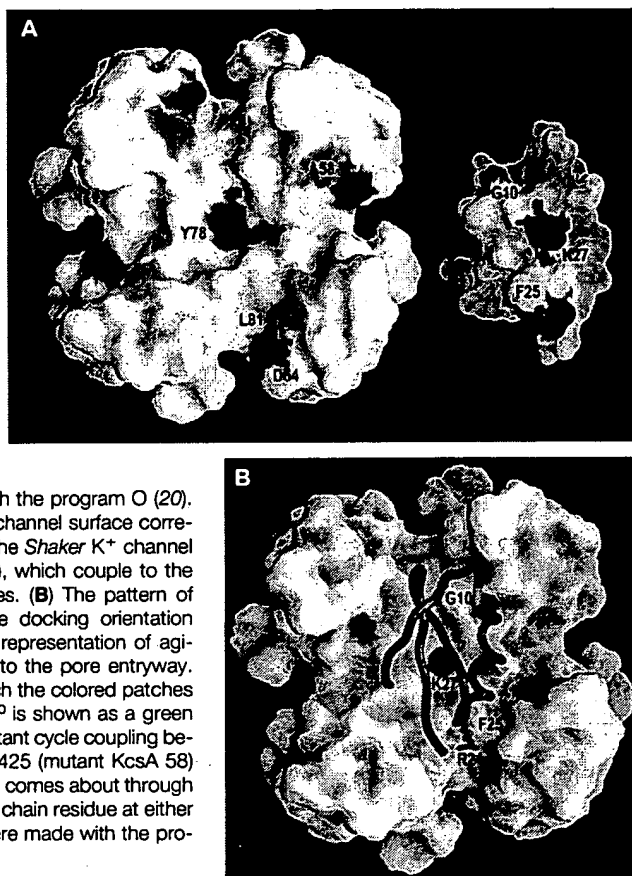 A
58
Y78
L81
D64
G10
K27
F25
h the program O (20).
channel surface corre-
he Shaker K+ channel
, which couple to the
es. (B) The pattern of
e docking orientation
representation of agi-
to the pore entryway.
ch the colored patches
o is shown as a green
tant cycle coupling be-
425 (mutant KcsA 58)
comes about through
chain residue at either
ere made with the pro-
B
G10
K27
F25